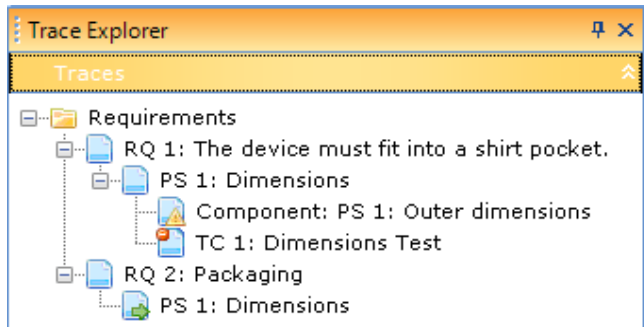 Trace Explorer
Traces
Requirements
RQ 1: The device must fit into a shirt pocket.
PS 1: Dimensions
Component: PS 1: Outer dimensions
TC 1: Dimensions Test
RQ 2: Packaging
PS 1: Dimensions